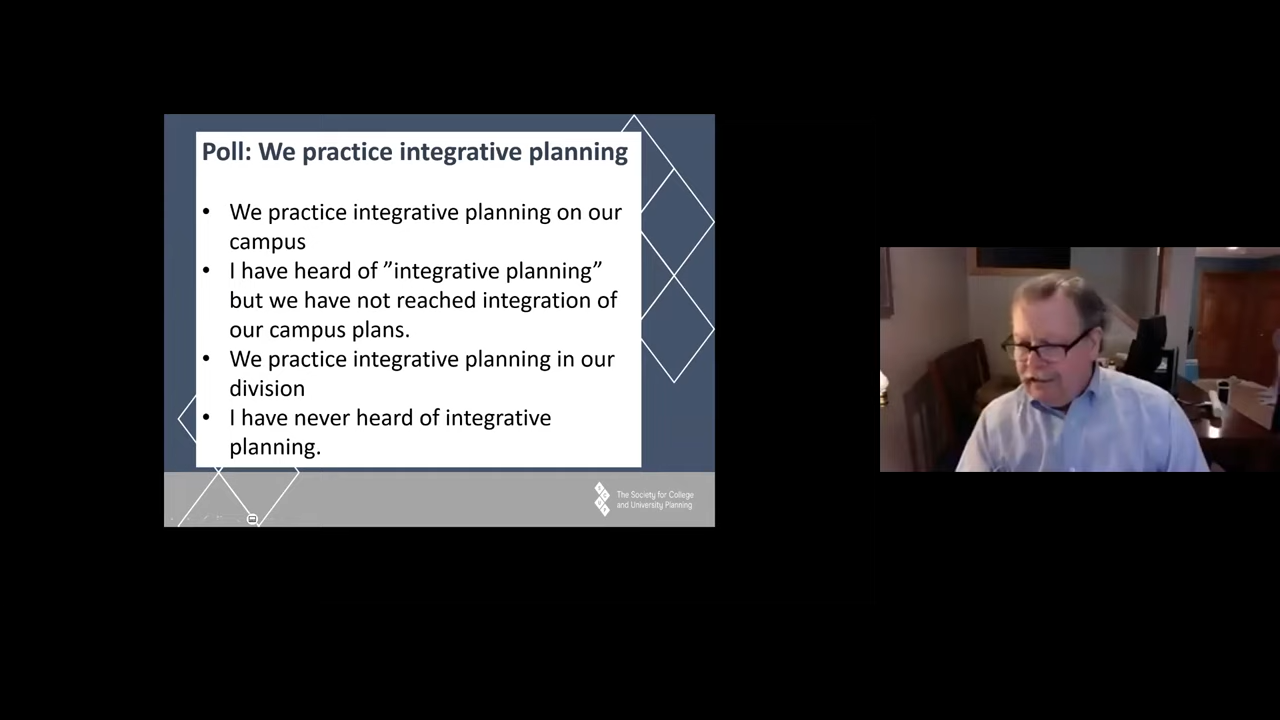 Poll: We practice integrative planning
• We practice integrative planning on our
campus
• I have heard of ”integrative planning”
but we have not reached integration of
our campus plans.
• We practice integrative planning in our
division
• I have never heard of integrative
planning.
The Society for College
and University Planning